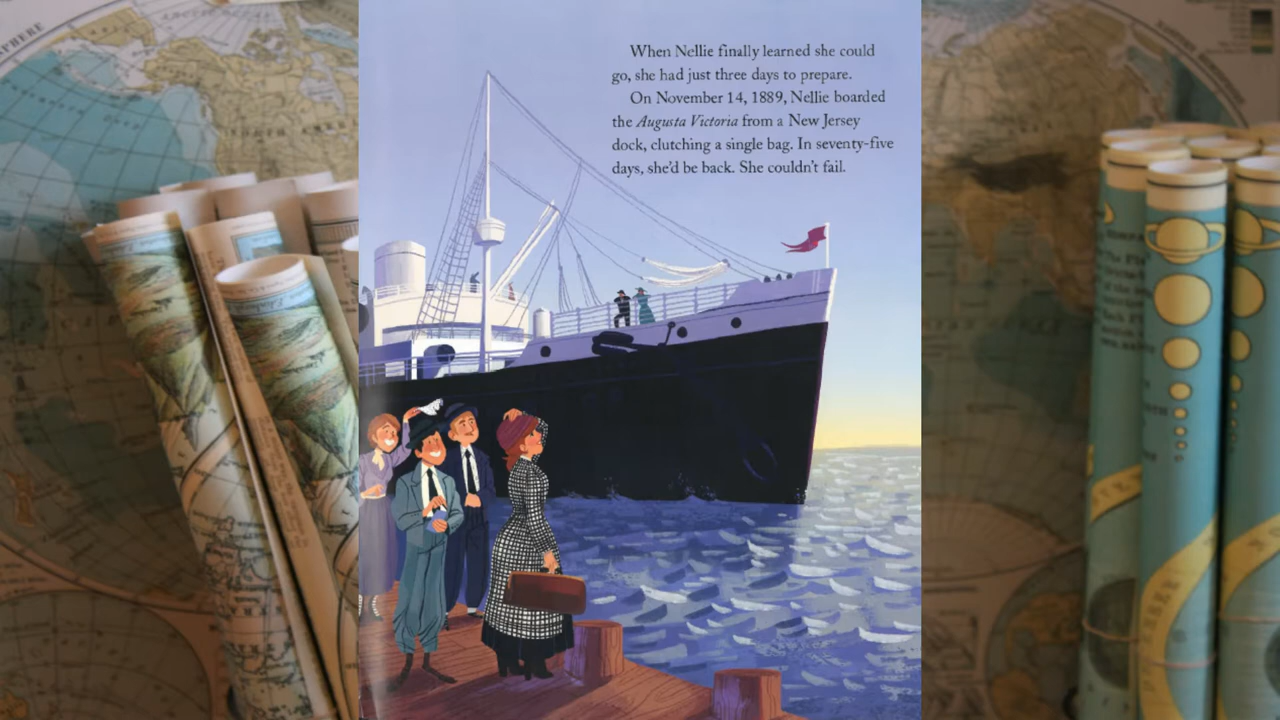 When Nellie finally learned she could
go, she had just three days to prepare.
On November 14, 1889, Nellie boarded
the Augusta Victoria from a New Jersey
dock, clutching a single bag. In seventy-five
days, she'd be back. She couldn't fail.